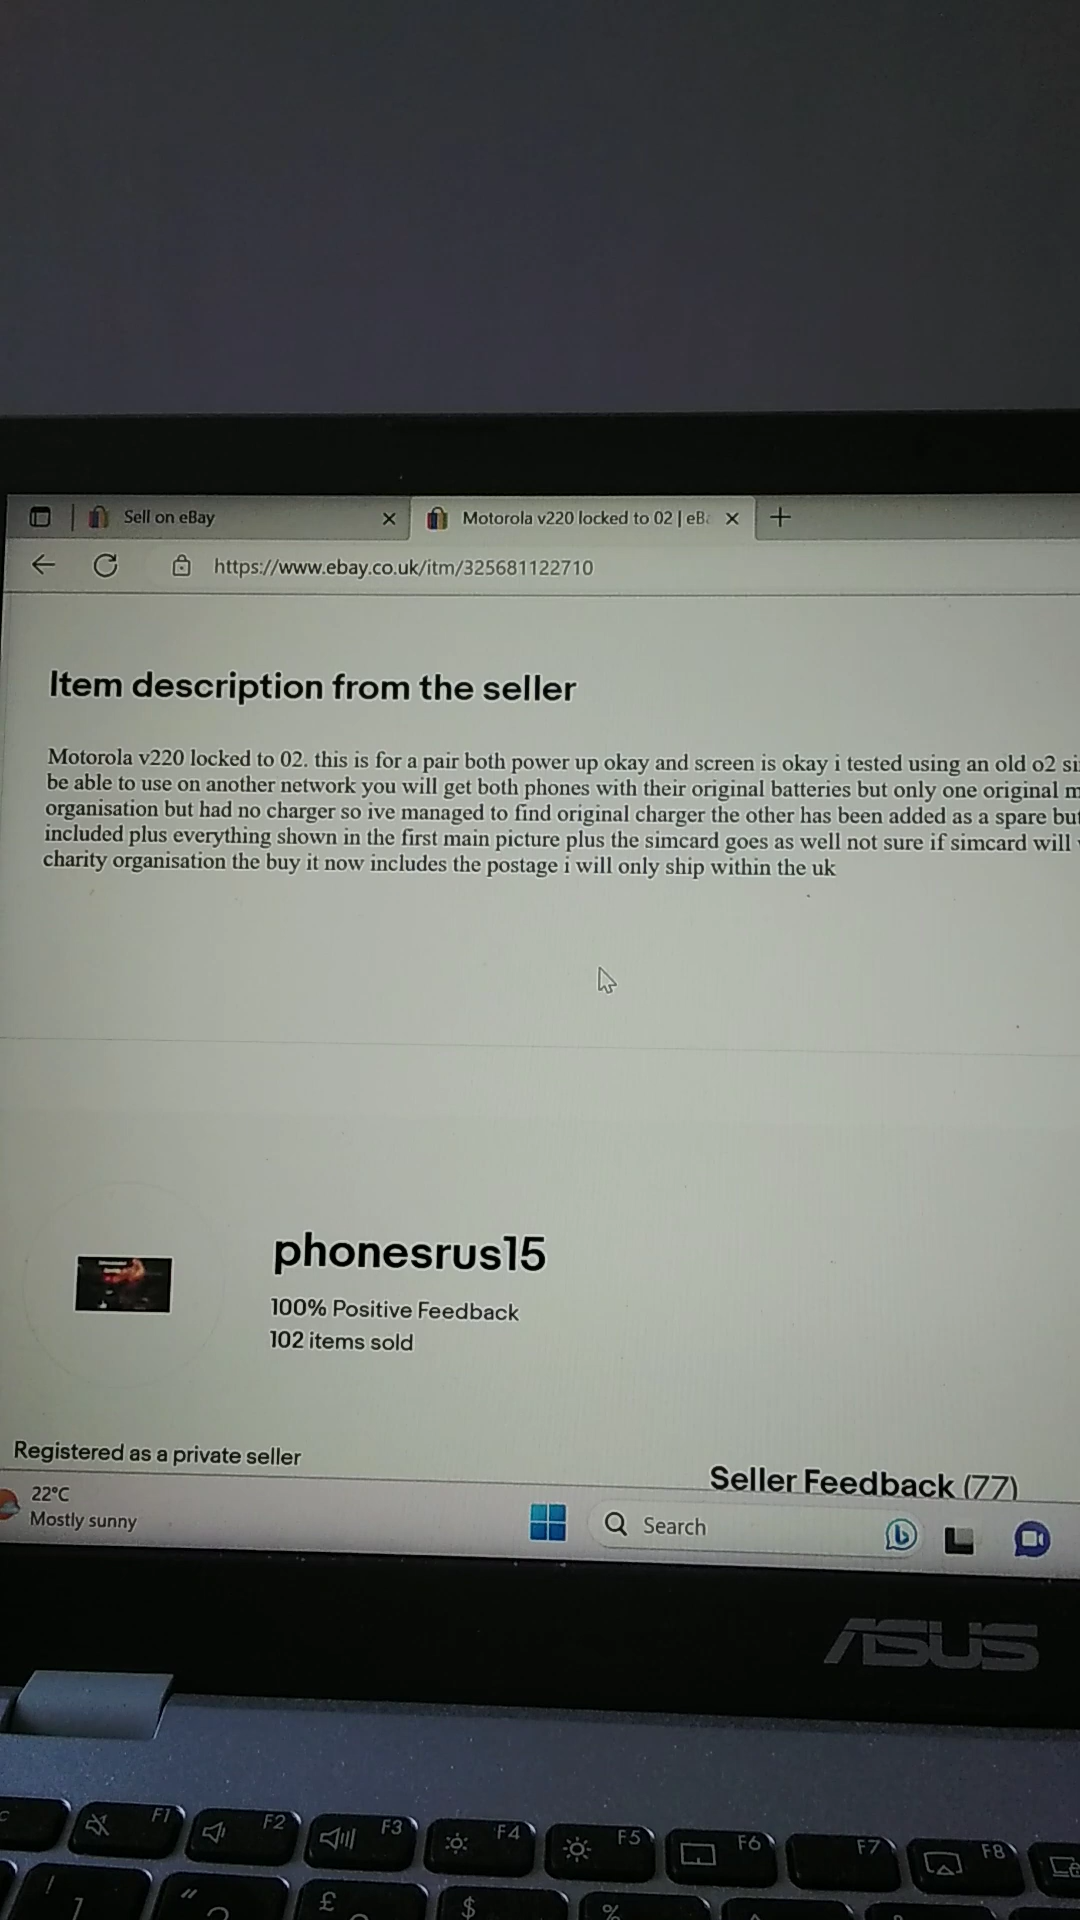 Sell on eBay
Motorola v220 locked to 02 | eBa
https://www.ebay.co.uk/itm/325681122710
Item description from the seller
Motorola v220 locked to 02. this is for a pair both power up okay and screen is okay i tested using an old o2 si
be able to use on another network you will get both phones with their original batteries but only one original m
organisation but had no charger so ive managed to find original charger the other has been added as a spare but
included plus everything shown in the first main picture plus the simcard goes as well not sure if simcard will
charity organisation the buy it now includes the postage i will only ship within the uk
phonesrus15
100% Positive Feedback
102 items sold
Registered as a private seller
Seller Feedback (77)
22°C
Mostly sunny
Search
ASUS
F1 F2 F3 F4 F5 F6 F7 F8
! " £ $ %
1